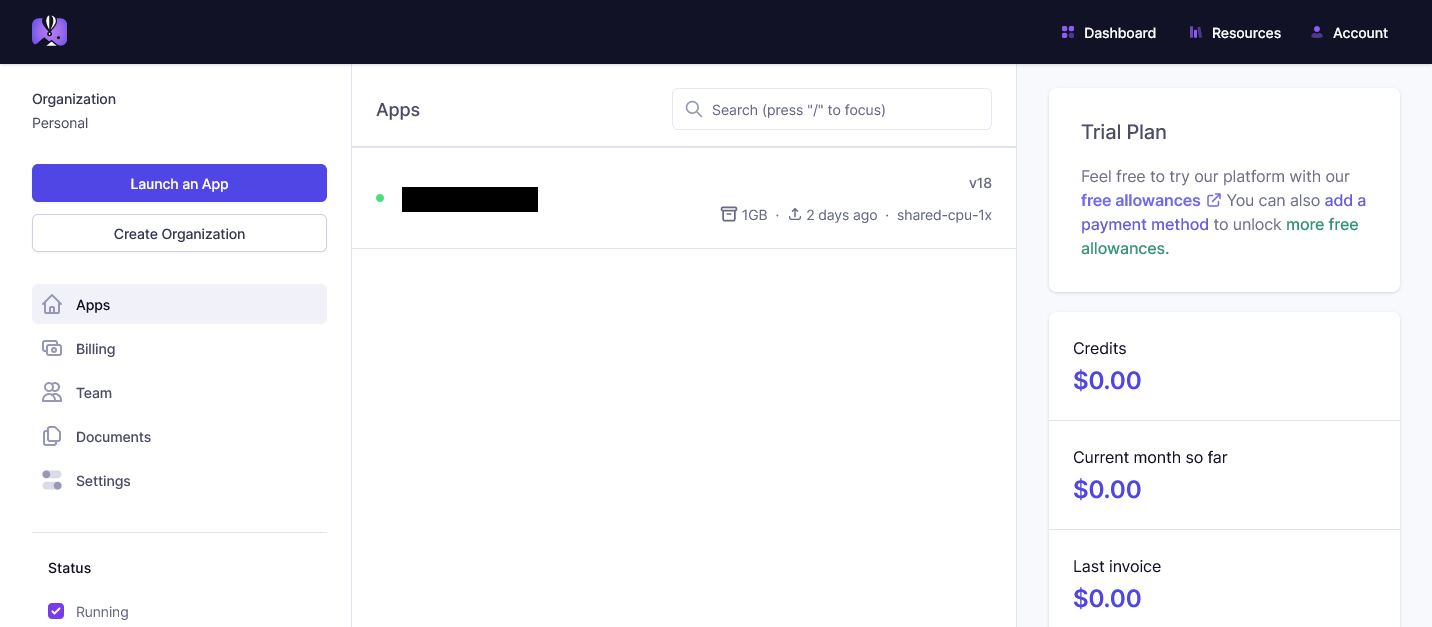 Dashboard
Resources
Account
Organization
Personal
Launch an App
Create Organization
Apps
Billing
Team
Documents
Settings
Status
Running
Apps
Search (press "/" to focus)
v18
1GB · 2 days ago · shared-cpu-1x
Trial Plan
Feel free to try our platform with our
free allowances You can also add a
payment method to unlock more free
allowances.
Credits
$0.00
Current month so far
$0.00
Last invoice
$0.00